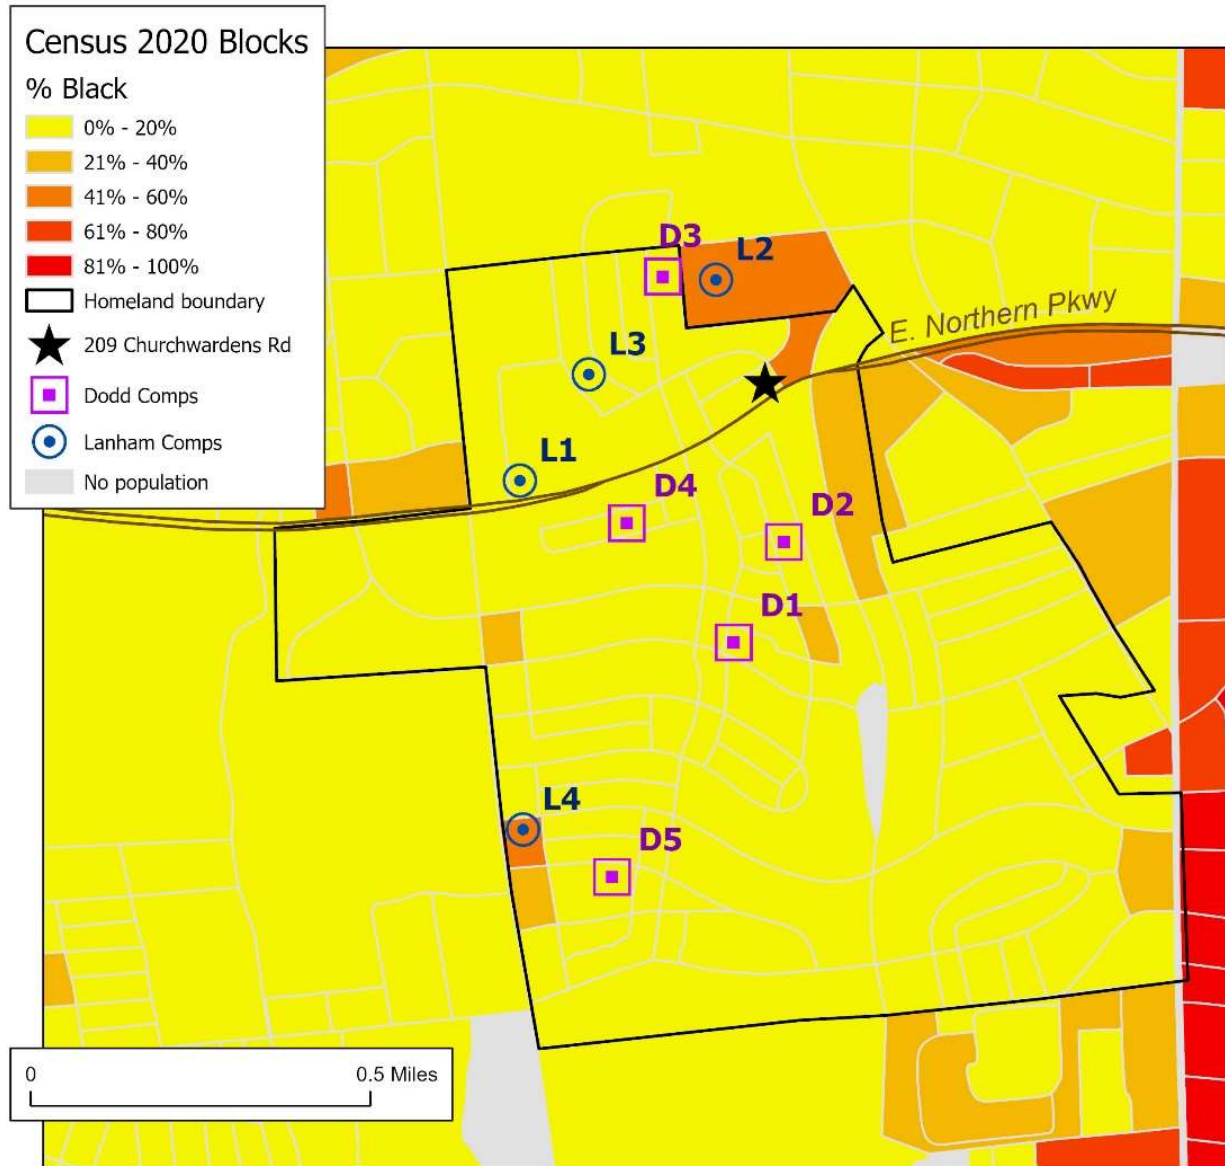 Census 2020 Blocks
% Black
0% - 20%
21% - 40%
41% - 60%
61% - 80%
81% - 100%
Homeland boundary
209 Churchwardens Rd
Dodd Comps
Lanham Comps
No population
D3
L2
E. Northern Pkwy
L3
L1
D4
D2
D1
L4
D5
0
0.5 Miles